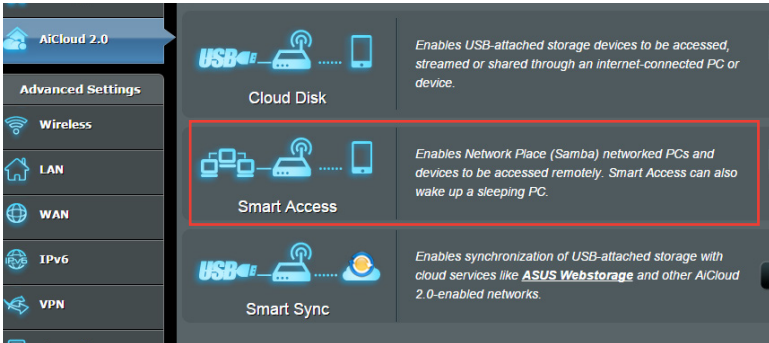 AiCloud 2.0
Advanced Settings
Wireless
LAN
WAN
IPv6
IPv6
VPN
USB
Cloud Disk
Enables USB-attached storage devices to be accessed,
streamed or shared through an internet-connected PC or
device.
Smart Access
Enables Network Place (Samba) networked PCs and
devices to be accessed remotely. Smart Access can also
wake up a sleeping PC.
USB
Smart Sync
Enables synchronization of USB-attached storage with
cloud services like ASUS Webstorage and other AiCloud
2.0-enabled networks.